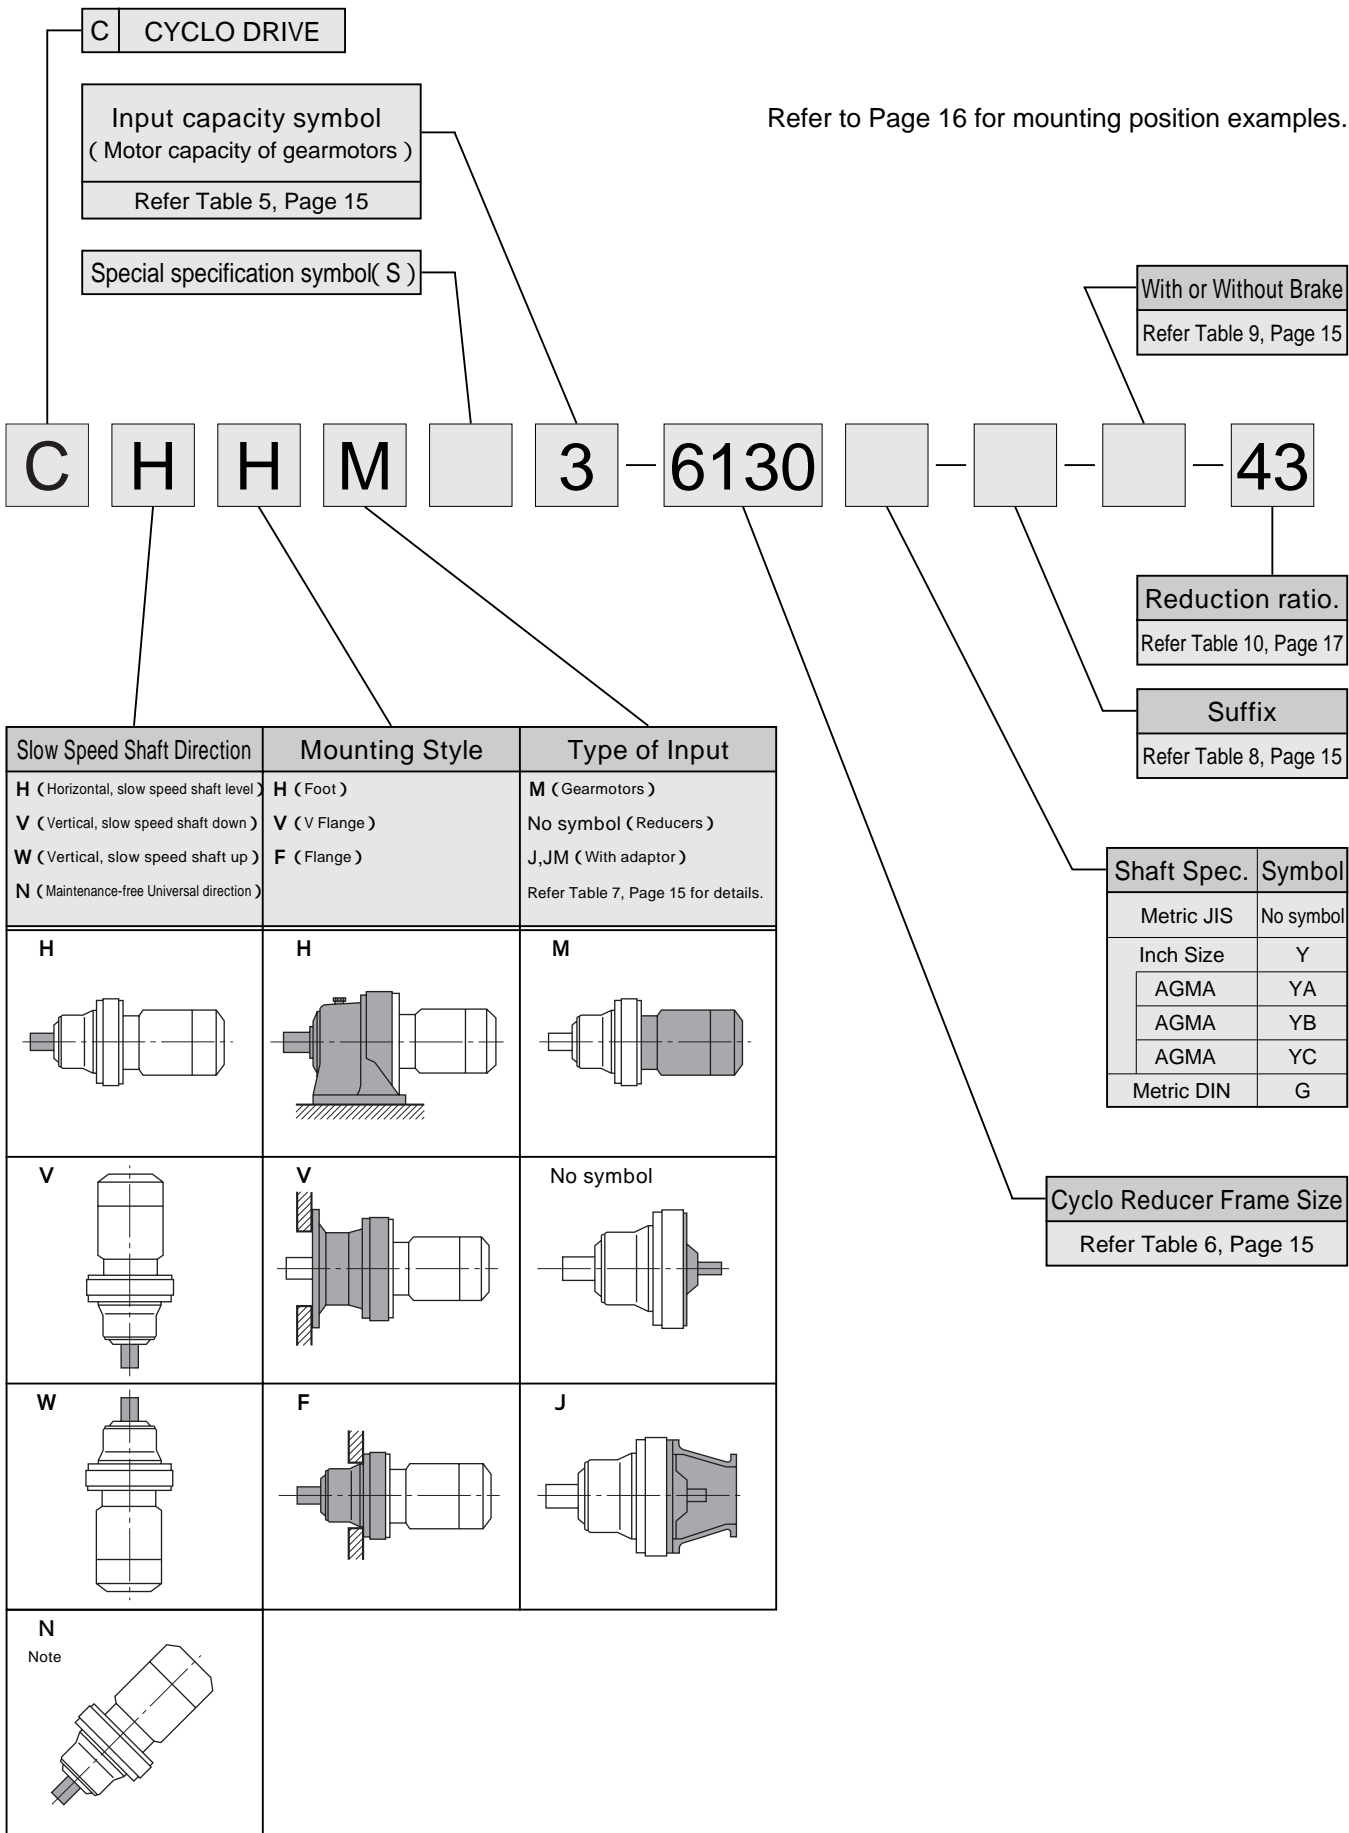 C CYCLO DRIVE
Input capacity symbol
( Motor capacity of gearmotors )
Refer Table 5, Page 15
Refer to Page 16 for mounting position examples.
Special specification symbol( S )
With or Without Brake
Refer Table 9, Page 15
C H H M 3 – 6130 – – – 43
Reduction ratio.
Refer Table 10, Page 17
Suffix
Refer Table 8, Page 15
Slow Speed Shaft Direction
H ( Horizontal, slow speed shaft level )
V ( Vertical, slow speed shaft down )
W ( Vertical, slow speed shaft up )
N ( Maintenance-free Universal direction )
Mounting Style
H ( Foot )
V ( V Flange )
F ( Flange )
Type of Input
M ( Gearmotors )
No symbol ( Reducers )
J,JM ( With adaptor )
Refer Table 7, Page 15 for details.
Shaft Spec. Symbol
Metric JIS No symbol
Inch Size Y
AGMA YA
AGMA YB
AGMA YC
Metric DIN G
H H M
V V No symbol
Cyclo Reducer Frame Size
Refer Table 6, Page 15
W F J
N
Note